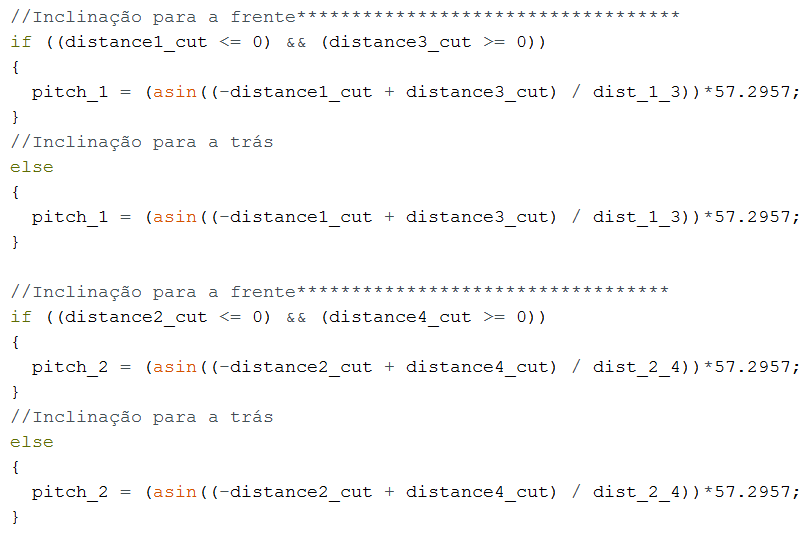 //Inclinação para a frente***********************************
if ((distance1_cut <= 0) && (distance3_cut >= 0))
{
  pitch_1 = (asin((-distance1_cut + distance3_cut) / dist_1_3))*57.2957;
}
//Inclinação para a trás
else
{
  pitch_1 = (asin((-distance1_cut + distance3_cut) / dist_1_3))*57.2957;
}

//Inclinação para a frente**********************************
if ((distance2_cut <= 0) && (distance4_cut >= 0))
{
  pitch_2 = (asin((-distance2_cut + distance4_cut) / dist_2_4))*57.2957;
}
//Inclinação para a trás
else
{
  pitch_2 = (asin((-distance2_cut + distance4_cut) / dist_2_4))*57.2957;
}